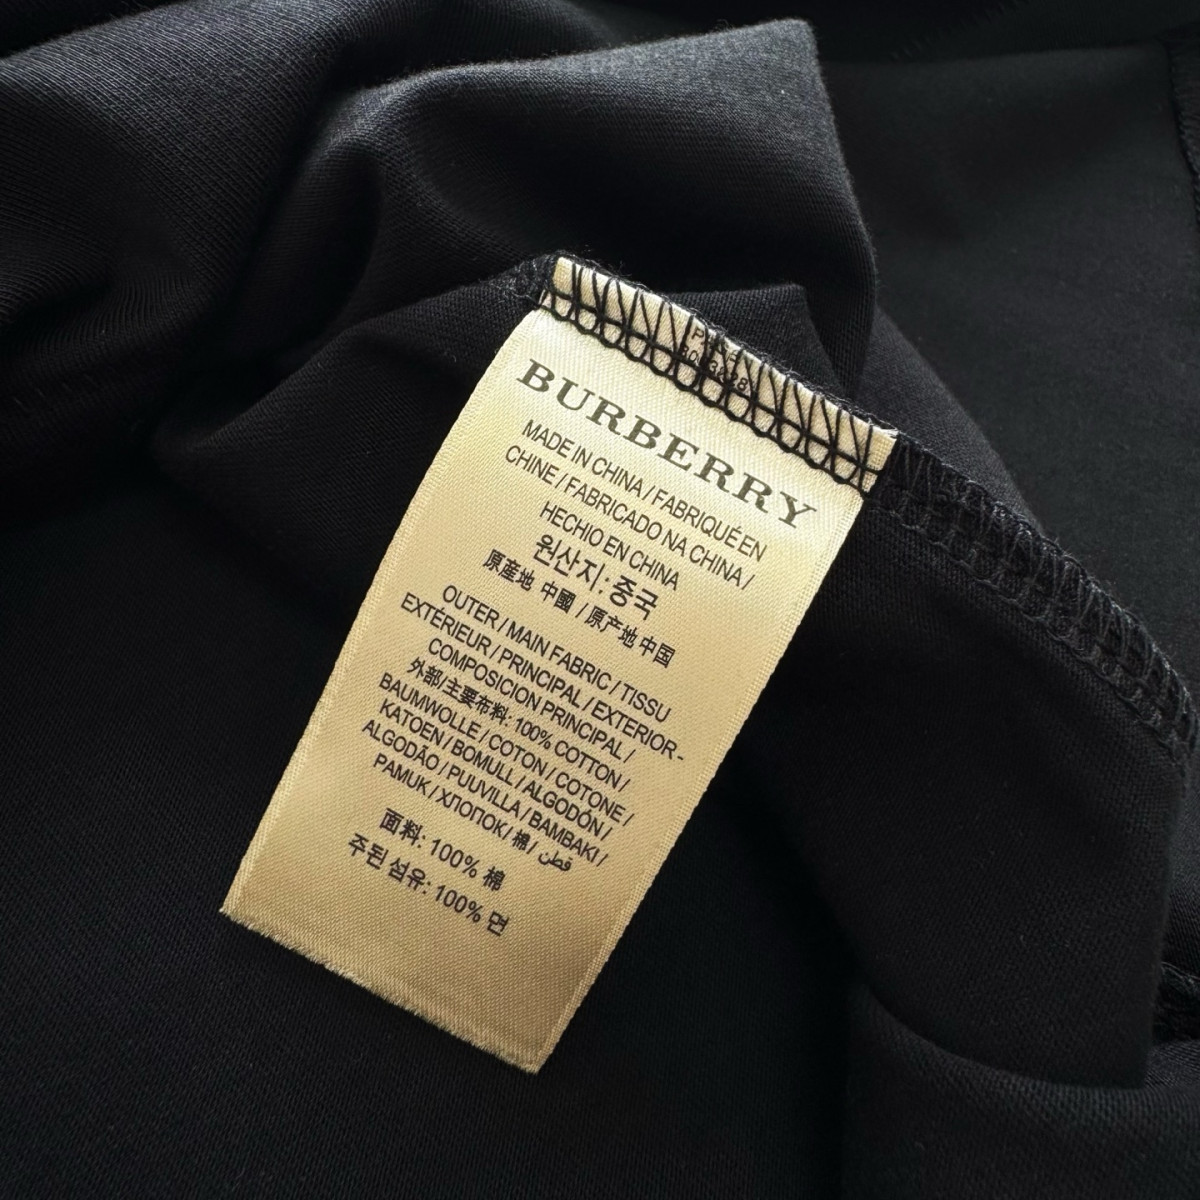 BURBERRY
MADE IN CHINA / FABRIQUÉ EN
CHINE / FABRICADO NA CHINA /
HECHIO EN CHINA
원산지: 중국
原産地 中國 / 原产地 中国
OUTER / MAIN FABRIC / TISSU
EXTÉRIEUR / PRINCIPAL / EXTERIOR-
COMPOSICION PRINCIPAL /
外部/主要布料: 100% COTTON /
BAUMWOLLE / COTON / COTONE /
KATOEN / BOMULL / ALGODÓN /
ALGODÃO / PUUVILLA / BAMBAKI /
PAMUK / ХЛОПОК / 棉 / قطن
面料: 100% 棉
주된 섬유: 100% 면